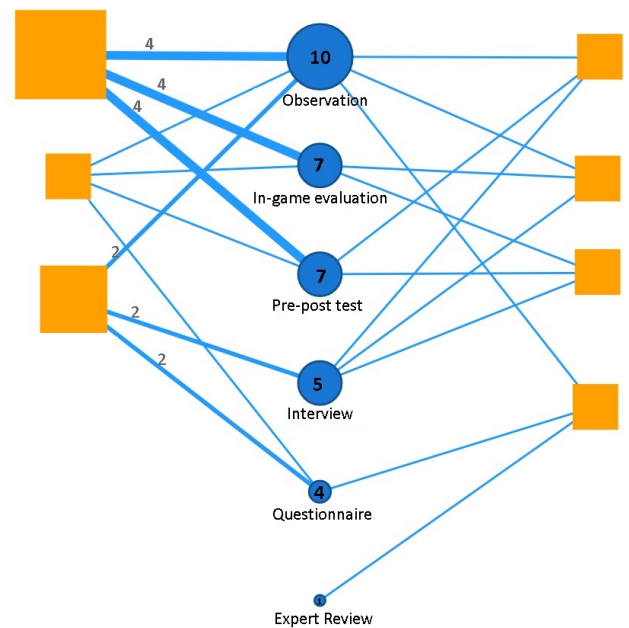 4
10
Observation
4
4
7
In-game evaluation
2
7
Pre-post test
2
2
5
Interview
4
Questionnaire
1
Expert Review